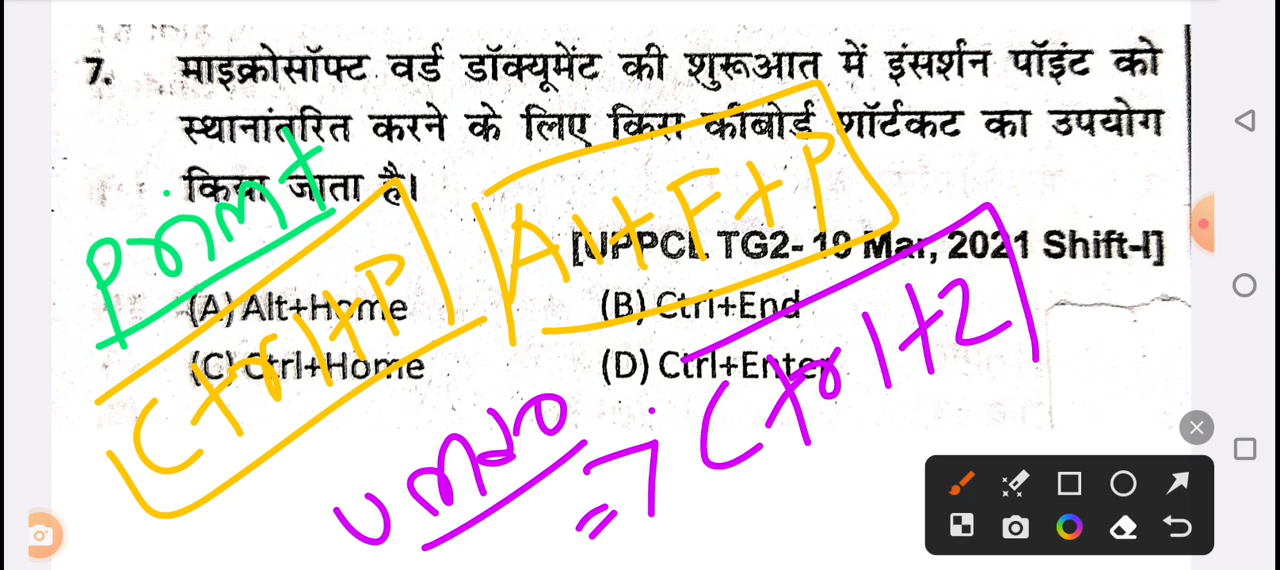 7. माइक्रोसॉफ्ट वर्ड डॉक्यूमेंट की शुरूआत में इंसर्शन पॉइंट को
स्थानांतरित करने के लिए किस कीबोर्ड शॉर्टकट का उपयोग
किया जाता है।
Print
Alt+F+P
[UPPCL TG2- 19 Mar, 2021 Shift-I]
(A) Alt+Home (B) Ctrl+End
(C) Ctrl+Home (D) Ctrl+Enter
Ctrl+P
Undo => Ctrl+Z